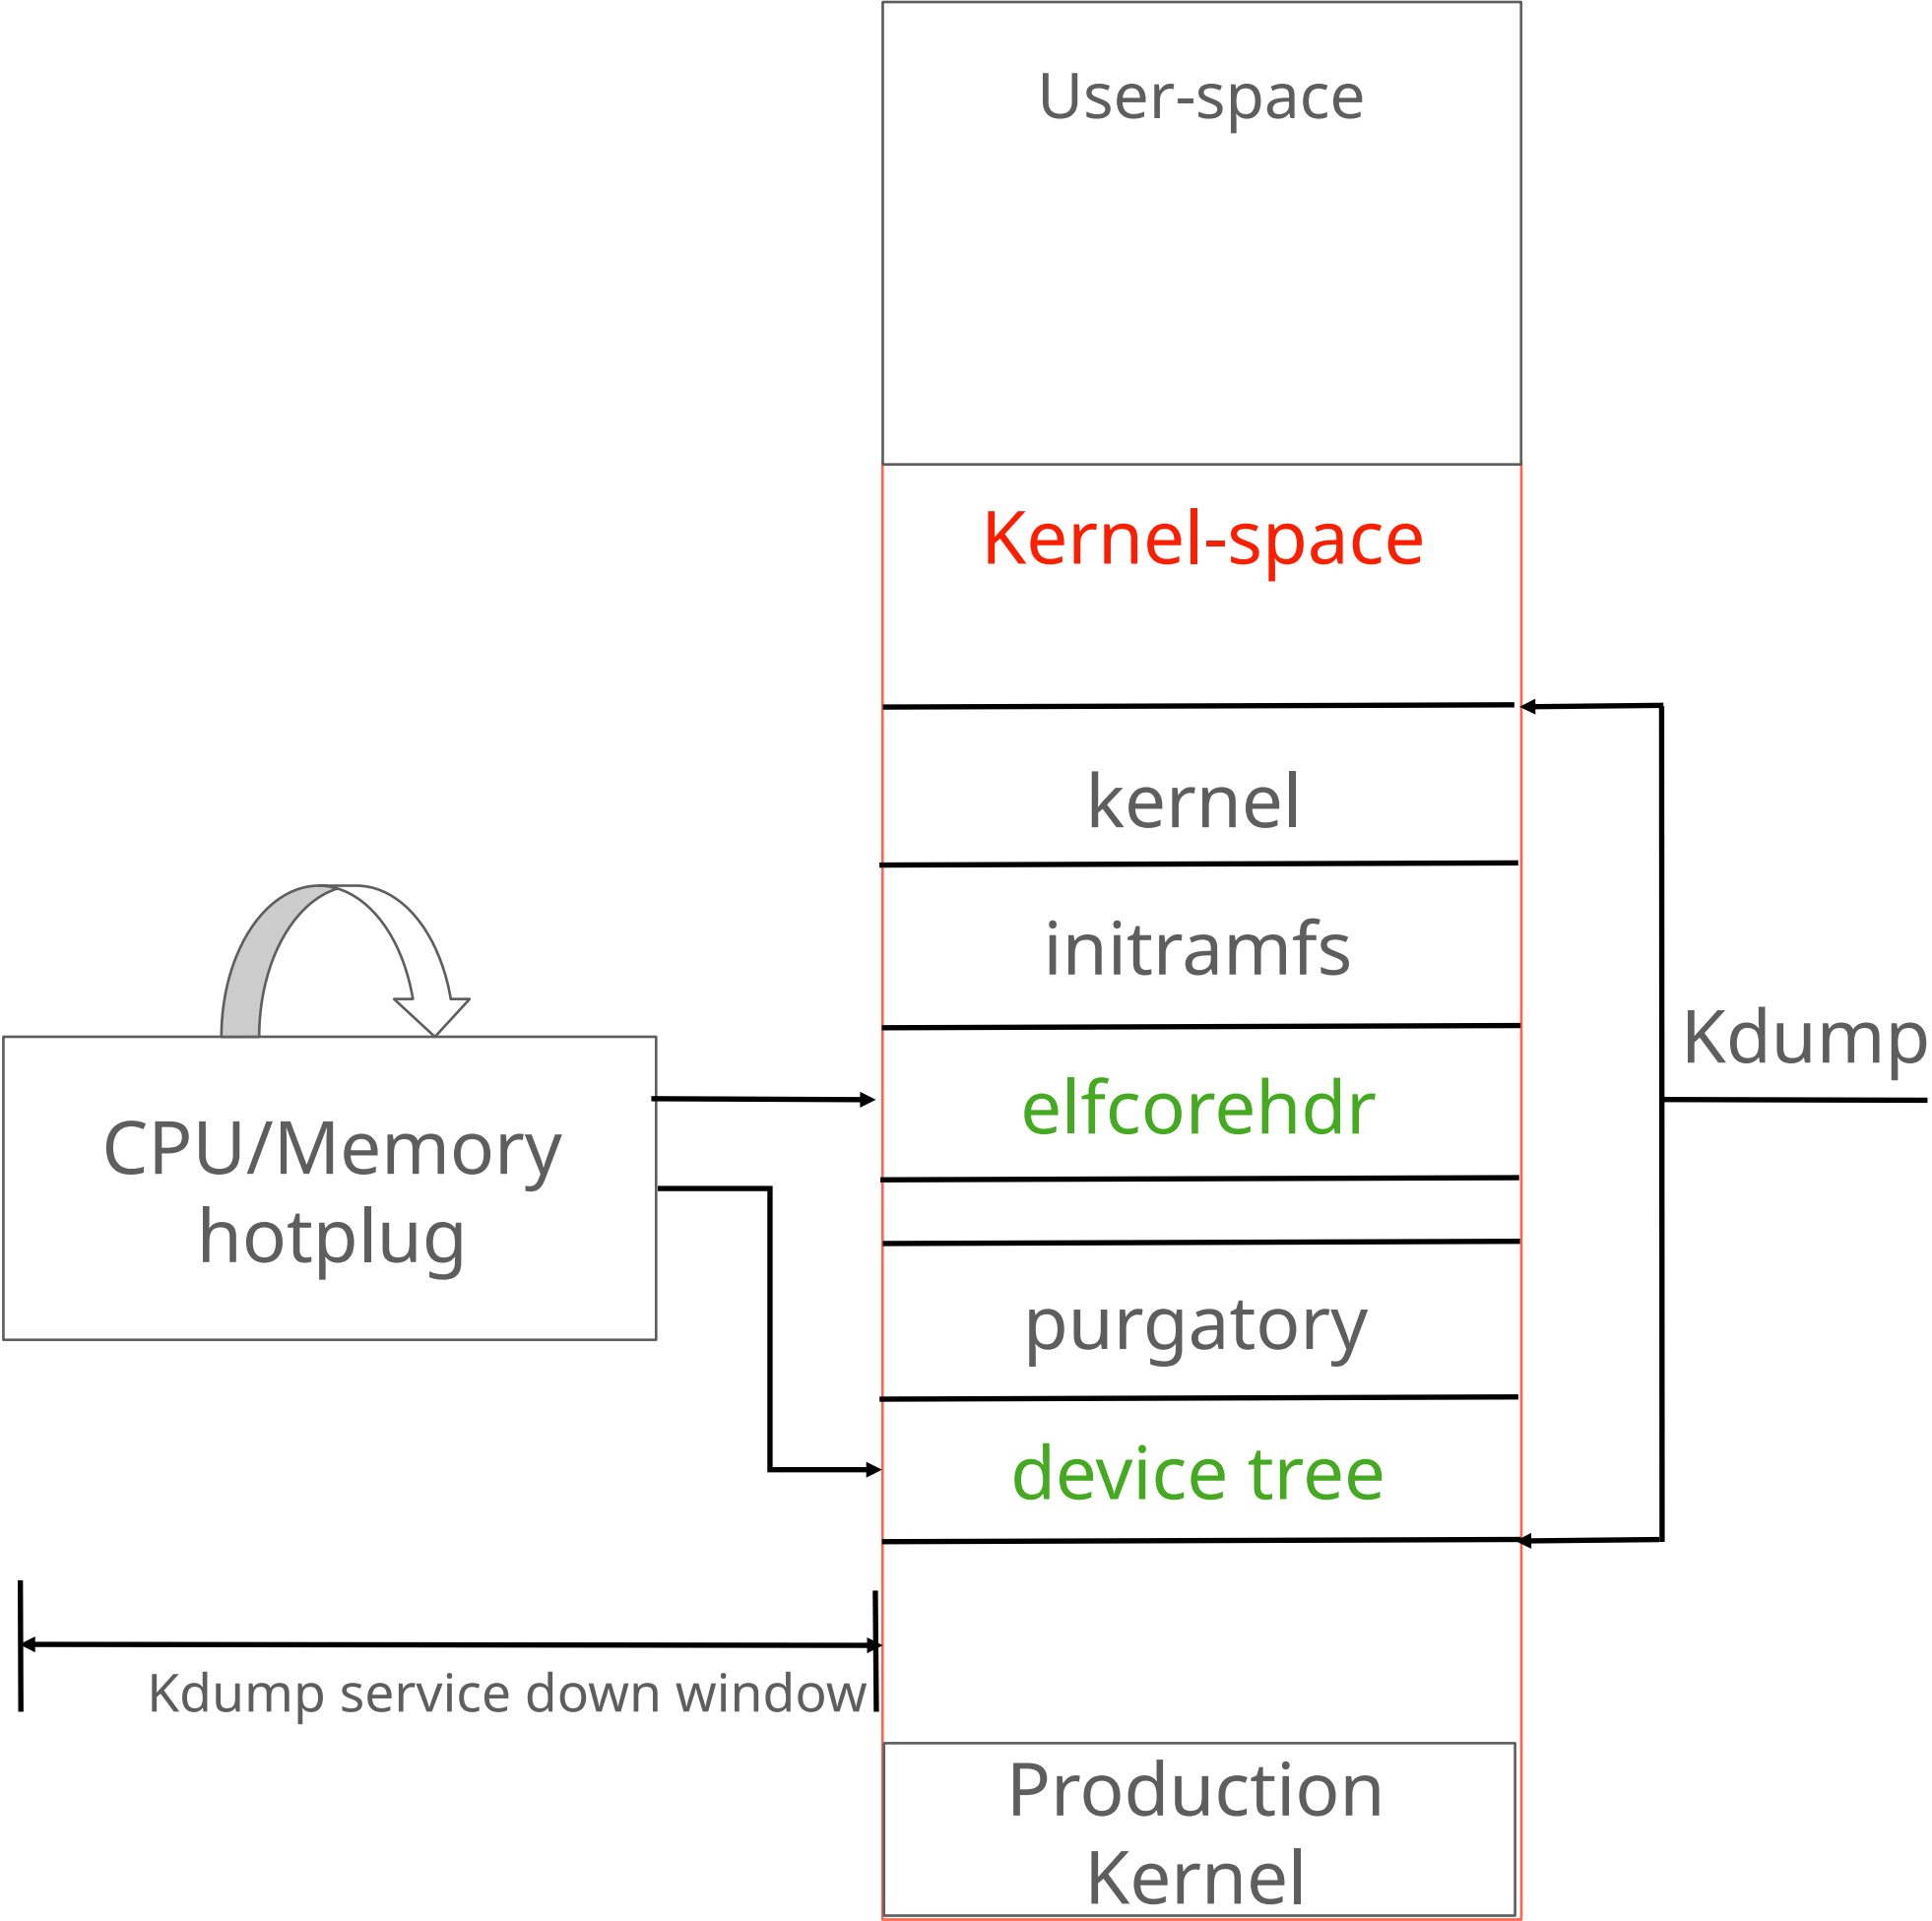 User-space
Kernel-space
kernel
initramfs
elfcorehdr
Kdump
CPU/Memory
hotplug
purgatory
device tree
Kdump service down window
Production
Kernel